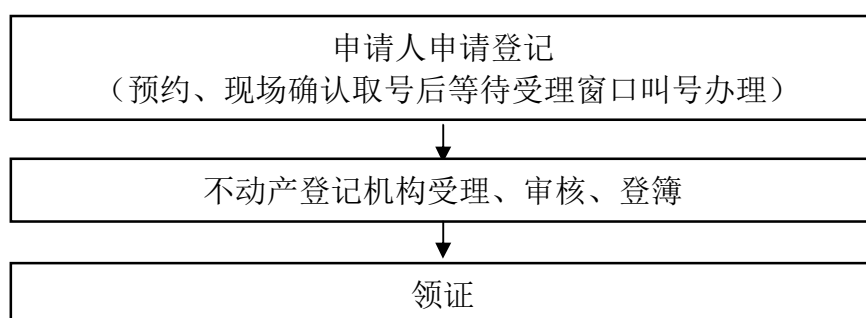 申请人申请登记
（预约、现场确认取号后等待受理窗口叫号办理）
不动产登记机构受理、审核、登簿
领证